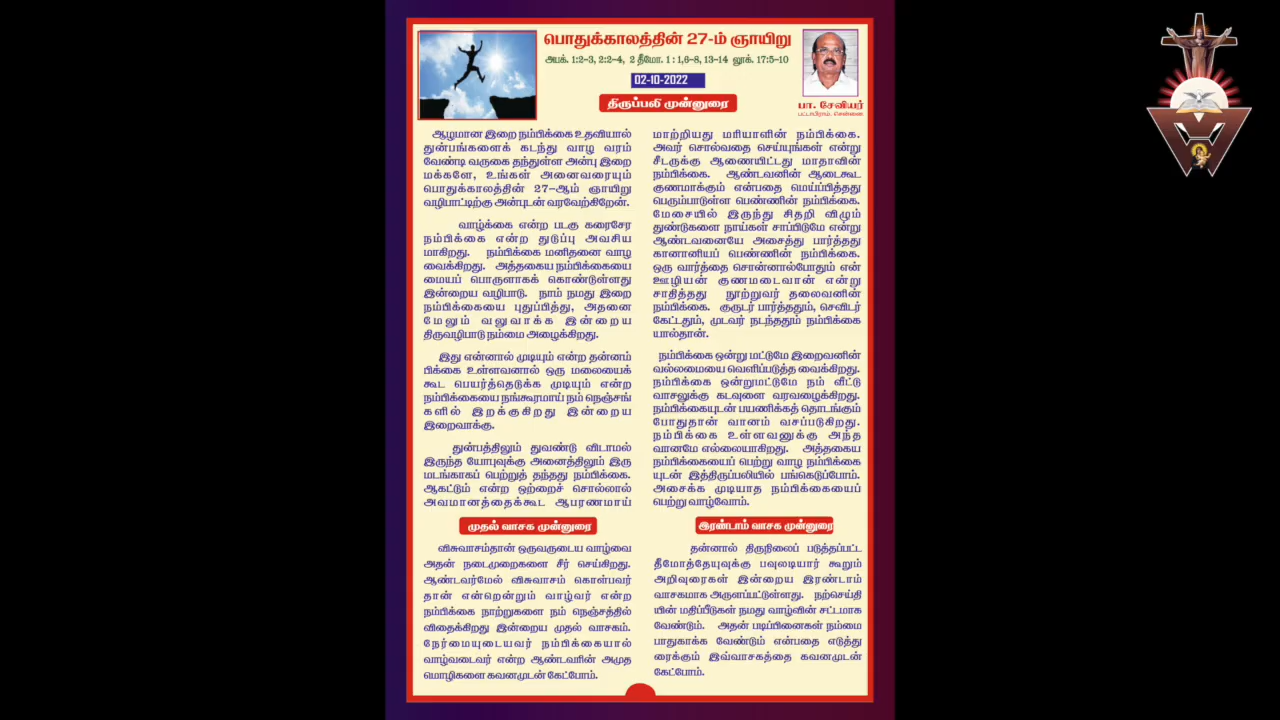 பொதுக்காலத்தின் 27-ம் ஞாயிறு
அபக். 1:2-3, 2:2-4, 2 தீமோ. 1 : 1,6-8, 13-14 லூக். 17:5-10
02-10-2022
திருப்பலி முன்னுரை
பா. சேவியர்
பட்டாபிராம், சென்னை
ஆழமான இறை நம்பிக்கை உதவியால்
துன்பங்களைக் கடந்து வாழ வரம்
வேண்டி வருகை தந்துள்ள அன்பு இறை
மக்களே, உங்கள் அனைவரையும்
பொதுக்காலத்தின் 27-ஆம் ஞாயிறு
வழிபாட்டிற்கு அன்புடன் வரவேற்கிறேன்.
வாழ்க்கை என்ற படகு கரைசேர
நம்பிக்கை என்ற துடுப்பு அவசிய
மாகிறது. நம்பிக்கை மனிதனை வாழ
வைக்கிறது. அத்தகைய நம்பிக்கையை
மையப் பொருளாகக் கொண்டுள்ளது
இன்றைய வழிபாடு. நாம் நமது இறை
நம்பிக்கையை புதுப்பித்து, அதனை
மேலும் வலுவாக்க இன்றைய
திருவழிபாடு நம்மை அழைக்கிறது.
இது என்னால் முடியும் என்ற தன்னம்
பிக்கை உள்ளவனால் ஒரு மலையைக்
கூட பெயர்த்தெடுக்க முடியும் என்ற
நம்பிக்கையை நங்கூரமாய் நம் நெஞ்சங்
களில் இறக்குகிறது இன்றைய
இறைவாக்கு.
துன்பத்திலும் துவண்டு விடாமல்
இருந்த யோபுவுக்கு அனைத்திலும் இரு
மடங்காகப் பெற்றுத் தந்தது நம்பிக்கை.
ஆகட்டும் என்ற ஒற்றைச் சொல்லால்
அவமானத்தைக்கூட ஆபரணமாய்
மாற்றியது மரியாளின் நம்பிக்கை.
அவர் சொல்வதை செய்யுங்கள் என்று
சீடருக்கு ஆணையிட்டது மாதாவின்
நம்பிக்கை. ஆண்டவனின் ஆடைகூட
குணமாக்கும் என்பதை மெய்ப்பித்தது
பெரும்பாடுள்ள பெண்ணின் நம்பிக்கை.
மேசையில் இருந்து சிதறி விழும்
துண்டுகளை நாய்கள் சாப்பிடுமே என்று
ஆண்டவனையே அசைத்து பார்த்தது
கானானியப் பெண்ணின் நம்பிக்கை.
ஒரு வார்த்தை சொன்னால்போதும் என்
ஊழியன் குணமடைவான் என்று
சாதித்தது நூற்றுவர் தலைவனின்
நம்பிக்கை. குருடர் பார்த்ததும், செவிடர்
கேட்டதும், முடவர் நடந்ததும் நம்பிக்கை
யால்தான்.
நம்பிக்கை ஒன்று மட்டுமே இறைவனின்
வல்லமையை வெளிப்படுத்த வைக்கிறது.
நம்பிக்கை ஒன்றுமட்டுமே நம் வீட்டு
வாசலுக்கு கடவுளை வரவழைக்கிறது.
நம்பிக்கையுடன் பயணிக்கத் தொடங்கும்
போதுதான் வானம் வசப்படுகிறது.
நம்பிக்கை உள்ளவனுக்கு அந்த
வானமே எல்லையாகிறது. அத்தகைய
நம்பிக்கையைப் பெற்று வாழ நம்பிக்கை
யுடன் இத்திருப்பலியில் பங்கெடுப்போம்.
அசைக்க முடியாத நம்பிக்கையைப்
பெற்று வாழ்வோம்.
முதல் வாசக முன்னுரை
விசுவாசம்தான் ஒருவருடைய வாழ்வை
அதன் நடைமுறைகளை சீர் செய்கிறது.
ஆண்டவர்மேல் விசுவாசம் கொள்பவர்
தான் என்றென்றும் வாழ்வர் என்ற
நம்பிக்கை நாற்றுகளை நம் நெஞ்சத்தில்
விதைக்கிறது இன்றைய முதல் வாசகம்.
நேர்மையுடையவர் நம்பிக்கையால்
வாழ்வடைவர் என்ற ஆண்டவரின் அமுத
மொழிகளை கவனமுடன் கேட்போம்.
இரண்டாம் வாசக முன்னுரை
தன்னால் திருநிலைப் படுத்தப்பட்ட
தீமோத்தேயுவுக்கு பவுலடியார் கூறும்
அறிவுரைகள் இன்றைய இரண்டாம்
வாசகமாக அருளப்பட்டுள்ளது. நற்செய்தி
யின் மதிப்பீடுகள் நமது வாழ்வின் சட்டமாக
வேண்டும். அதன் படிப்பினைகள் நம்மை
பாதுகாக்க வேண்டும் என்பதை எடுத்து
ரைக்கும் இவ்வாசகத்தை கவனமுடன்
கேட்போம்.